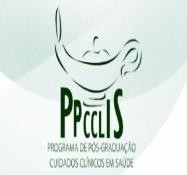 PPCCLIS
PROGRAMA DE PÓS-GRADUAÇÃO
CUIDADOS CLÍNICOS EM SAÚDE